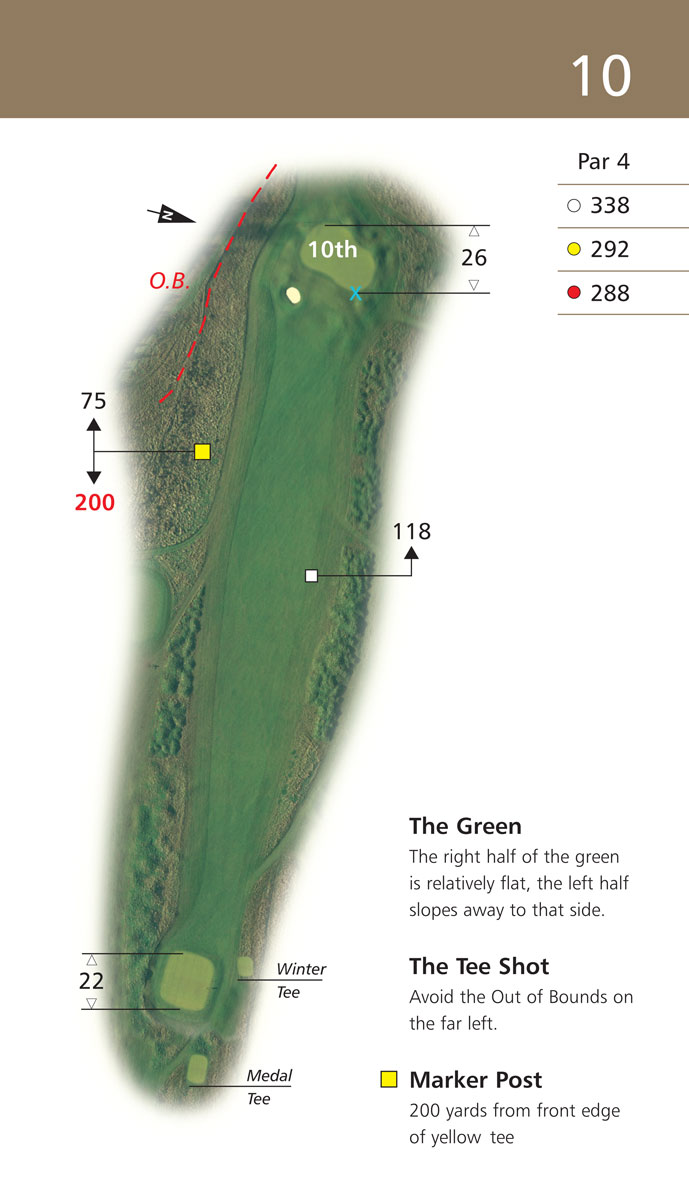 10
Par 4
338
292
288
N
10th
26
O.B.
X
75
200
118
The Green
The right half of the green
is relatively flat, the left half
slopes away to that side.
22
Winter
Tee
The Tee Shot
Avoid the Out of Bounds on
the far left.
Medal
Tee
Marker Post
200 yards from front edge
of yellow tee